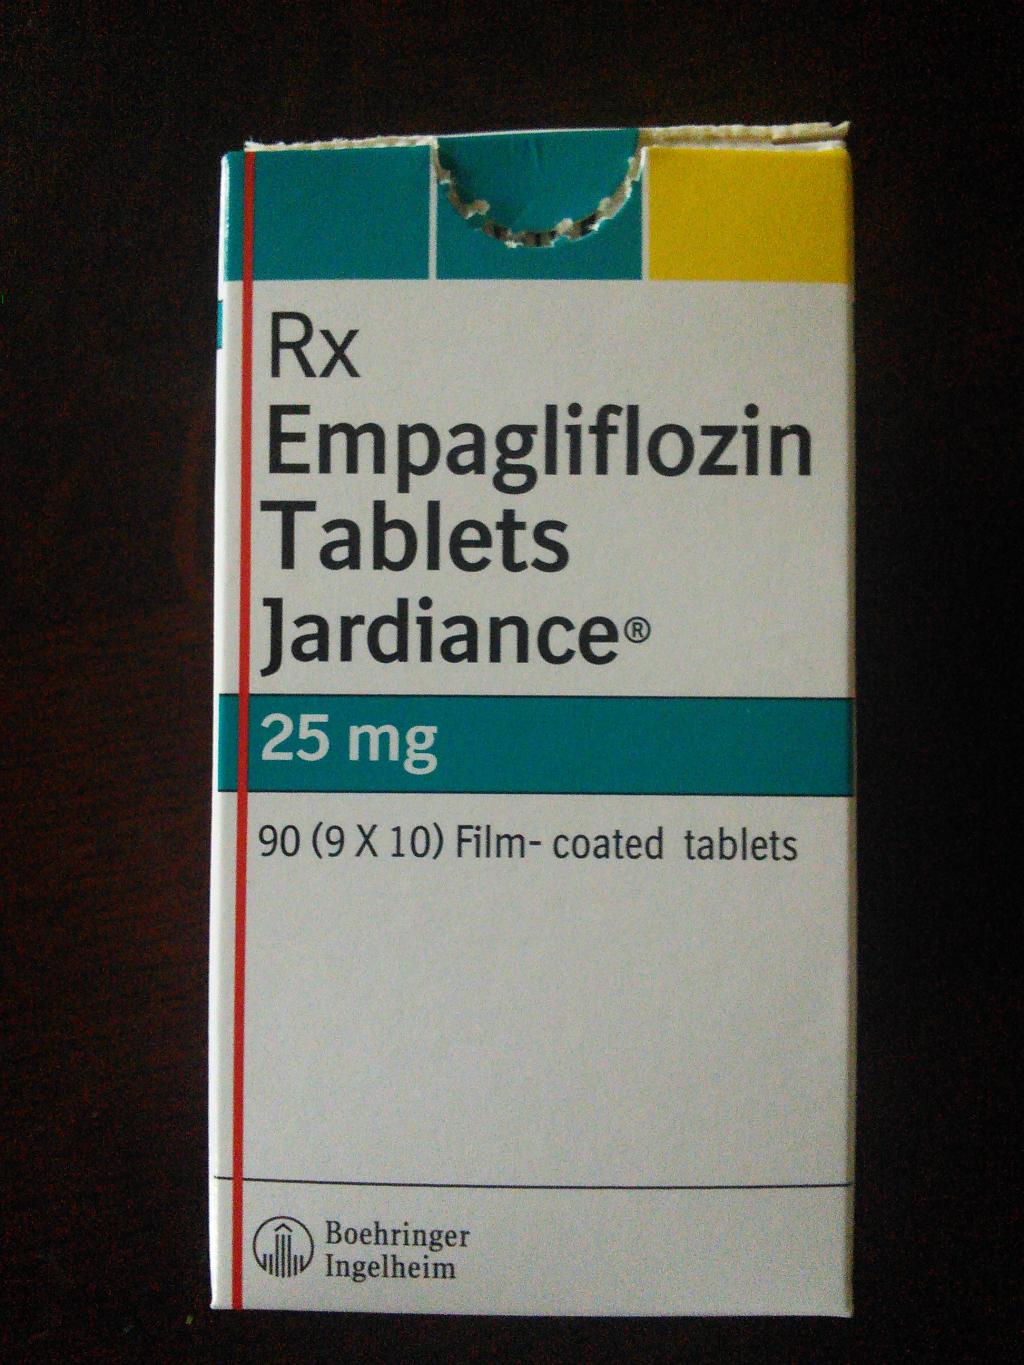 Rx
Empagliflozin
Tablets
Jardiance®
25 mg
90 (9 X 10) Film- coated tablets
Boehringer
Ingelheim